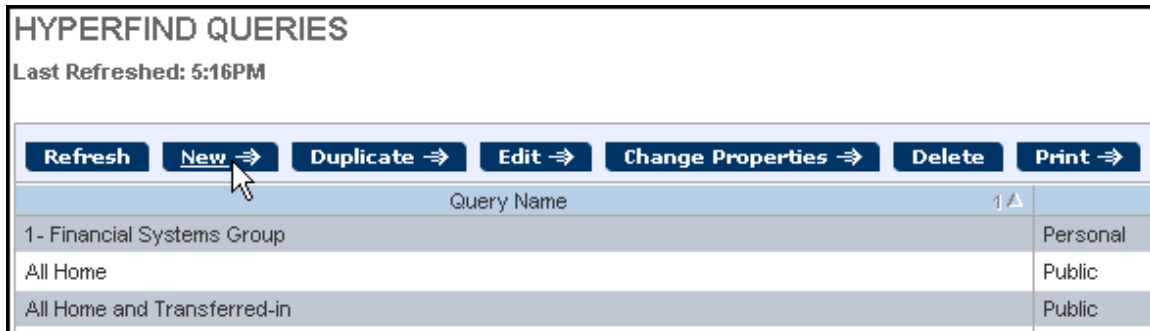 HYPERFIND QUERIES
Last Refreshed: 5:16PM
Refresh New Duplicate Edit Change Properties Delete Print
Query Name 1
1- Financial Systems Group Personal
All Home Public
All Home and Transferred-in Public